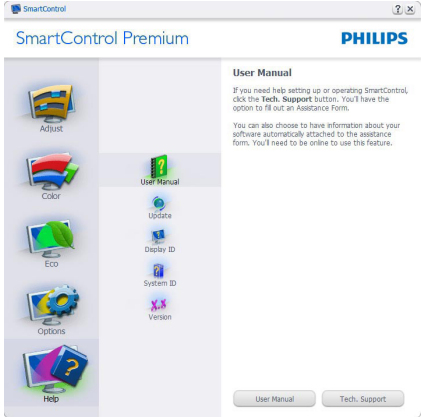 SmartControl
SmartControl Premium
PHILIPS
Adjust
Color
Eco
Options
Help
User Manual
Update
Display ID
System ID
X.X
Version
User Manual
If you need help setting up or operating SmartControl,
click the Tech. Support button. You'll have the
option to fill out an Assistance Form.
You can also choose to have information about your
software automatically attached to the assitance
form. You'll need to be online to use this feature.
User Manual
Tech. Support